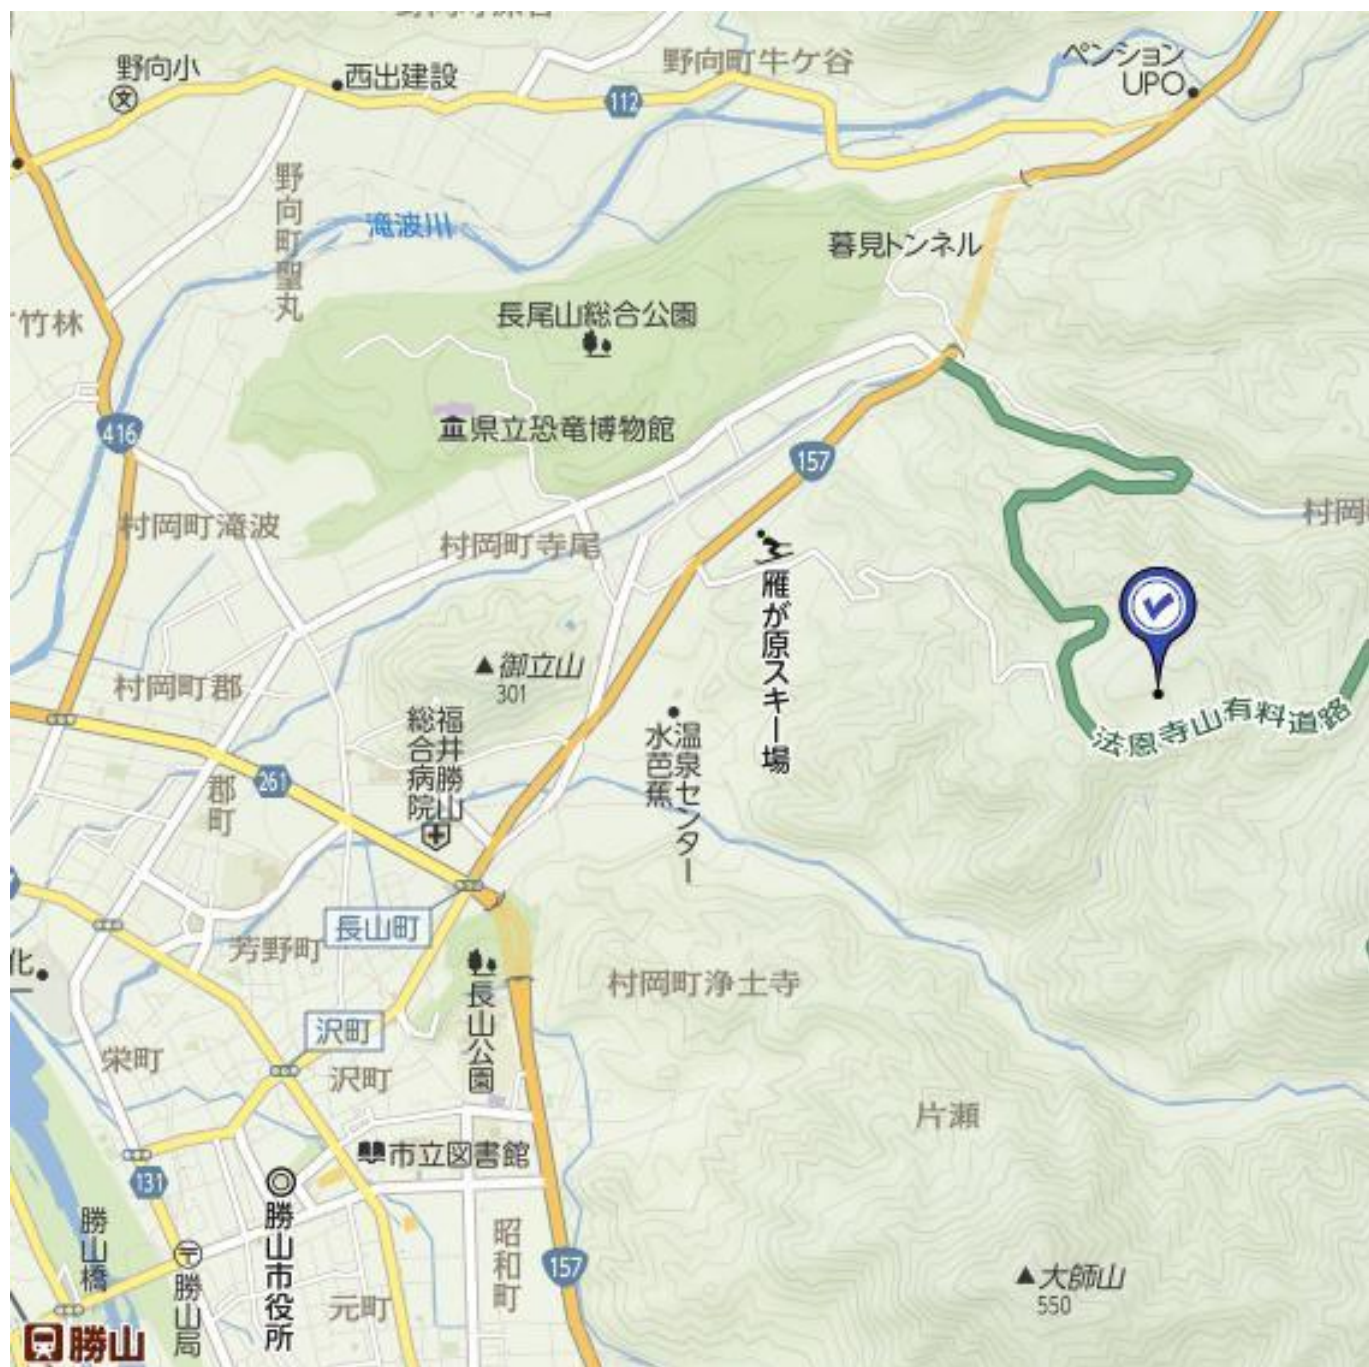 野向町牛ケ谷
ペンション
UPO
野向小
文
西出建設
112
野向町聖丸
滝波川
暮見トンネル
竹林
長尾山総合公園
県立恐竜博物館
416
157
村岡町滝波
村岡町寺尾
村岡
雁が原スキー場
御立山
301
村岡町郡
法恩寺山有料道路
福井勝山
総合病院
温泉センター
水芭蕉
261
郡町
長山町
芳野町
化
長山公園
村岡町浄土寺
沢町
栄町
沢町
片瀬
市立図書館
131
勝山市役所
勝山橋
昭和町
157
〒
勝山局
元町
大師山
550
勝山